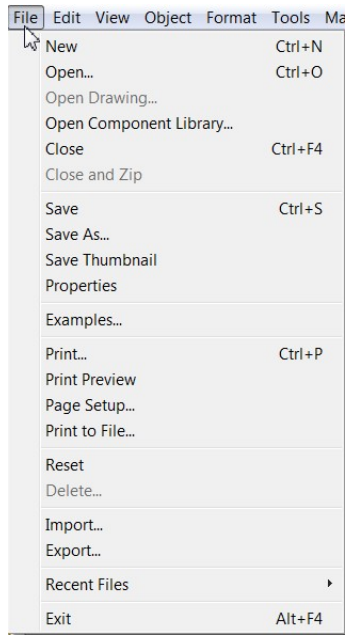 File Edit View Object Format Tools Ma
New Ctrl+N
Open... Ctrl+O
Open Drawing...
Open Component Library...
Close Ctrl+F4
Close and Zip
Save Ctrl+S
Save As...
Save Thumbnail
Properties
Examples...
Print... Ctrl+P
Print Preview
Page Setup...
Print to File...
Reset
Delete...
Import...
Export...
Recent Files
Exit Alt+F4